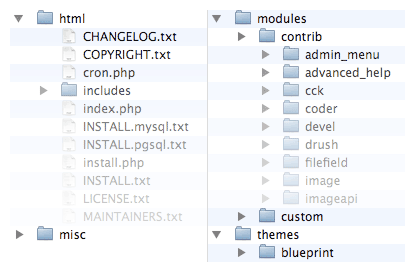 html
CHANGELOG.txt
COPYRIGHT.txt
cron.php
includes
index.php
INSTALL.mysql.txt
INSTALL.pgsql.txt
install.php
INSTALL.txt
LICENSE.txt
MAINTAINERS.txt
misc
modules
contrib
admin_menu
advanced_help
cck
coder
devel
drush
filefield
image
imageapi
custom
themes
blueprint